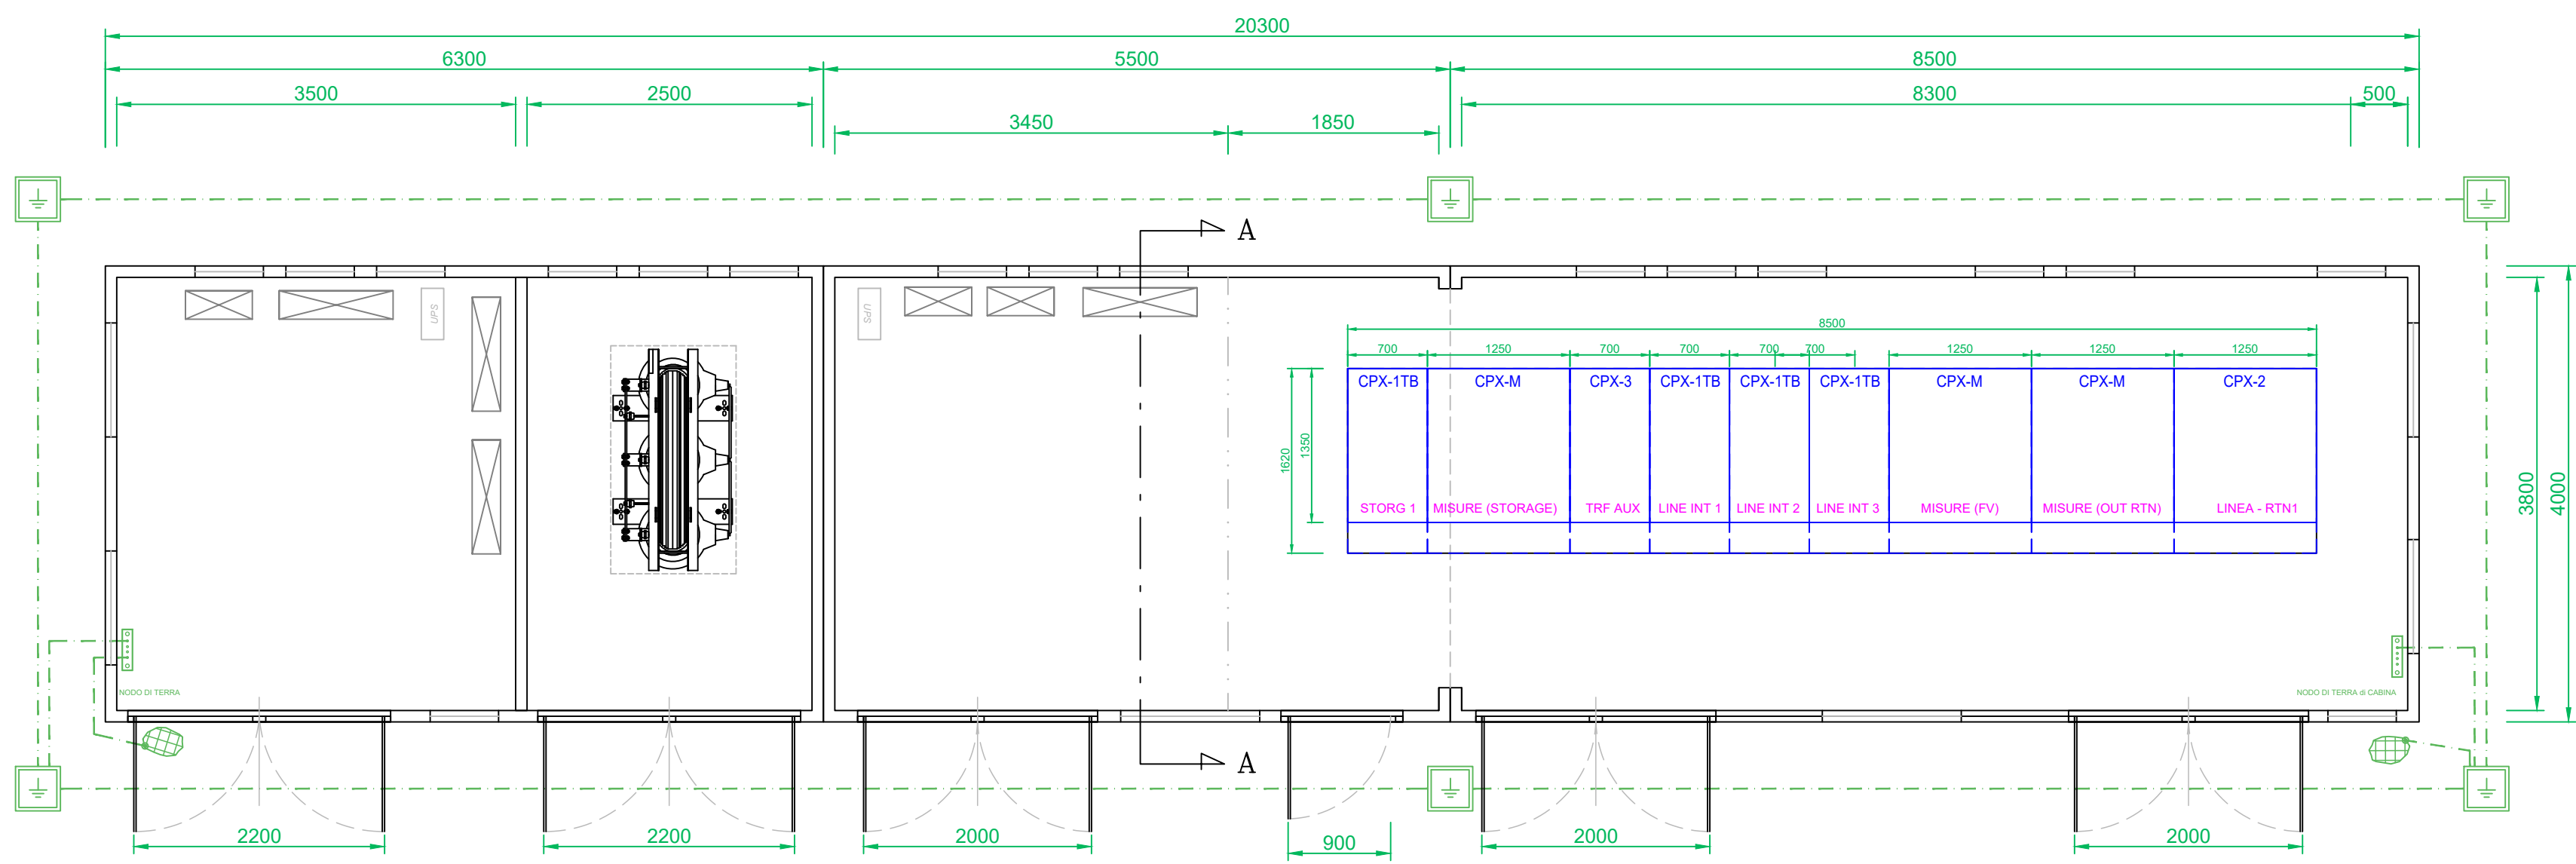 20300
6300 5500 8500
3500 2500 8300 500
3450 1850
A
UPS UPS
8500
700 1250 700 700 700 700 1250 1250 1250
CPX-1TB CPX-M CPX-3 CPX-1TB CPX-1TB CPX-1TB CPX-M CPX-M CPX-2
1620 1350
3800 4000
STORG 1 MISURE (STORAGE) TRF AUX LINE INT 1 LINE INT 2 LINE INT 3 MISURE (FV) MISURE (OUT RTN) LINEA - RTN1
NODO DI TERRA NODO DI TERRA di CABINA
A
2200 2200 2000 900 2000 2000